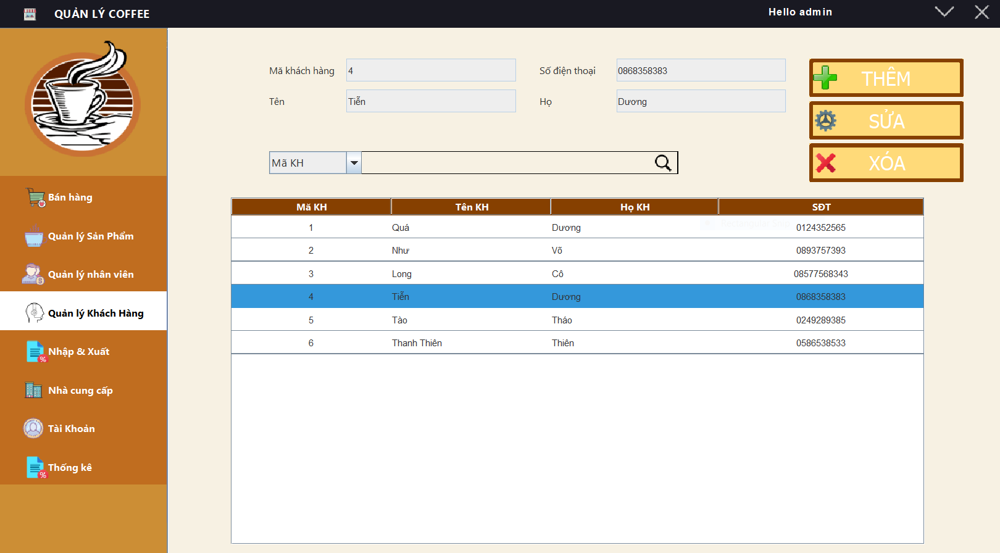 QUẢN LÝ COFFEE
Hello admin
Mã khách hàng 4 Số điện thoại 0868358383
Tên Tiễn Họ Dương
THÊM
SỬA
XÓA
Mã KH
Bán hàng
Quản lý Sản Phẩm
Quản lý nhân viên
Quản lý Khách Hàng
Nhập & Xuất
Nhà cung cấp
Tài Khoản
Thống kê
Mã KH Tên KH Họ KH SĐT
1 Quá Dương 0124352565
2 Như Võ 0893757393
3 Long Cô 08577568343
4 Tiễn Dương 0868358383
5 Tào Tháo 0249289385
6 Thanh Thiên Thiên 0586538533